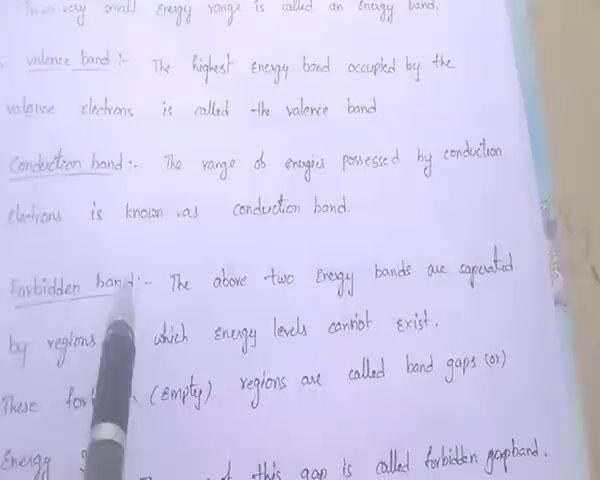 very small Energy range is called an Energy band.
valence band :- The highest Energy band occupied by the
valence electrons is called the valence band.
Conduction band :- The range of energies possessed by conduction
electrons is known as conduction band.
Forbidden band :- The above two Energy bands are saperated
by regions which energy levels cannot Exist.
These (Empty) regions are called band gaps (or)
Energy this gap is called forbidden gapband.